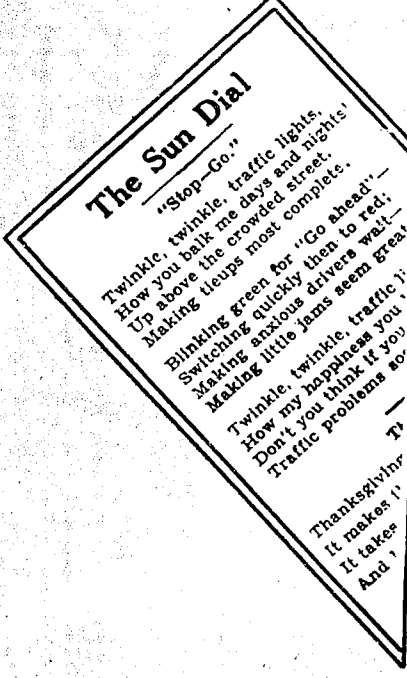 The Sun Dial
"Stop—Go."
Twinkle, twinkle, traffic lights,
How you balk me days and nights'
Up above the crowded street,
Making tieups most complete.
Blinking green for "Go ahead"—
Switching quickly then to red;
Making anxious drivers wait—
Making little jams seem great
Twinkle, twinkle, traffic
How my happiness you
Don't you think if you
Traffic problems
Thanksgiving
It makes
It takes
And